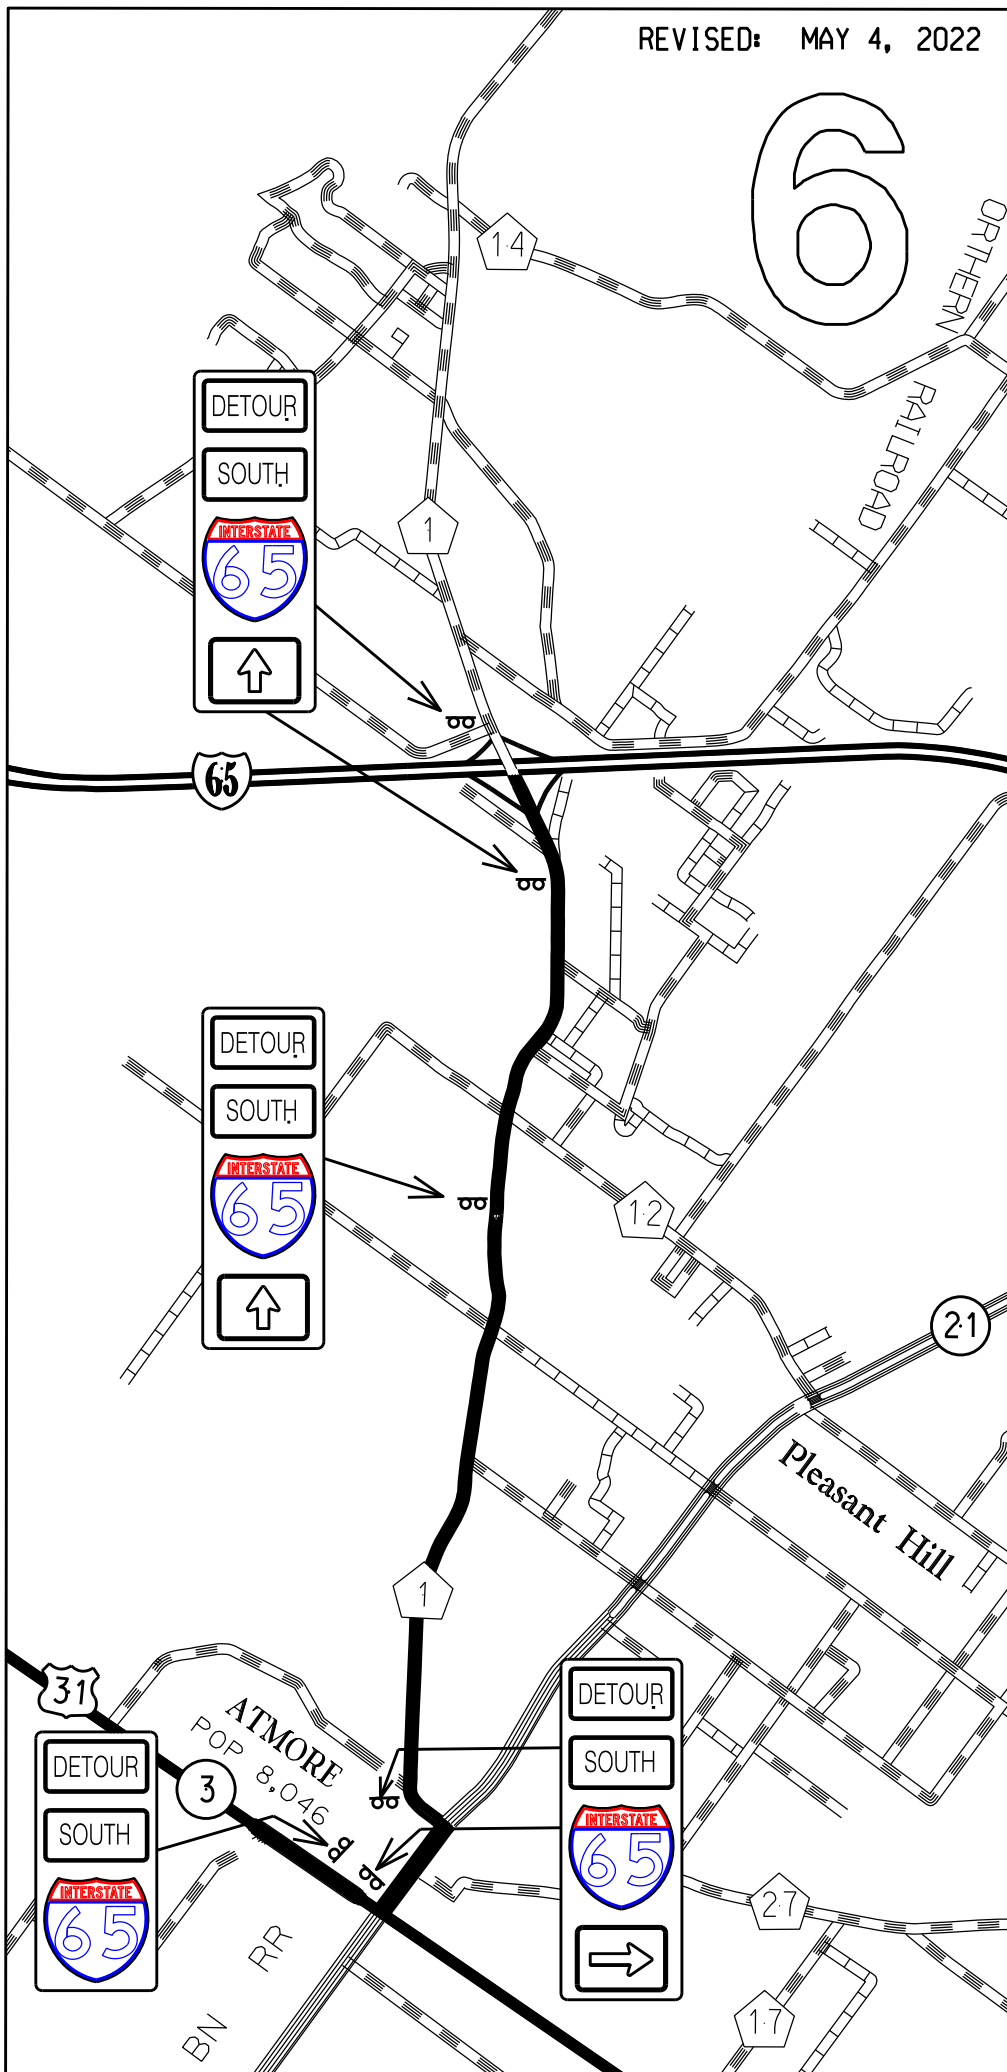 REVISED: MAY 4, 2022
6
14
ORTHERN
RAILROAD
DETOUR
SOUTH
INTERSTATE
65
1
65
DETOUR
SOUTH
INTERSTATE
65
12
21
Pleasant Hill
1
31
ATMORE
POP 8,046
3
DETOUR
SOUTH
INTERSTATE
65
DETOUR
SOUTH
INTERSTATE
65
27
17
BN RR